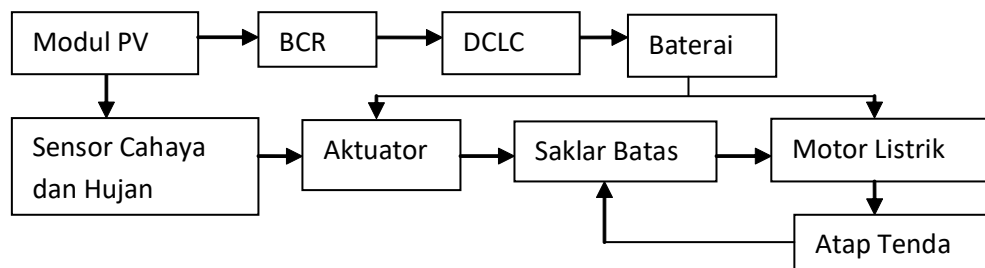 Modul PV
BCR
DCLC
Baterai
Sensor Cahaya
dan Hujan
Aktuator
Saklar Batas
Motor Listrik
Atap Tenda